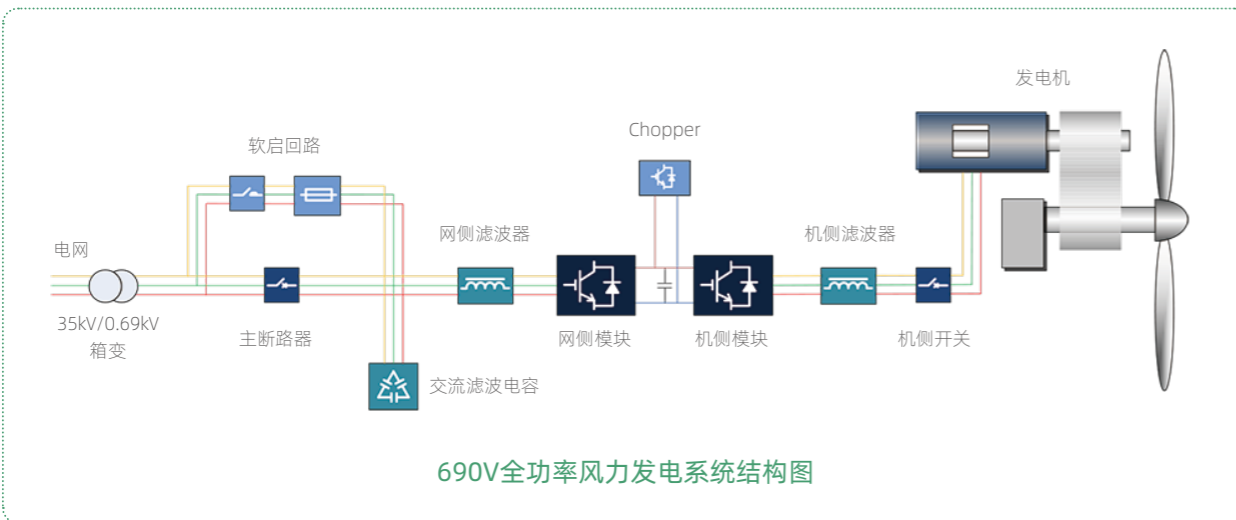 发电机
Chopper
软启回路
网侧滤波器
机侧滤波器
电网
35kV/0.69kV
箱变
主断路器
网侧模块
机侧模块
机侧开关
交流滤波电容
690V全功率风力发电系统结构图